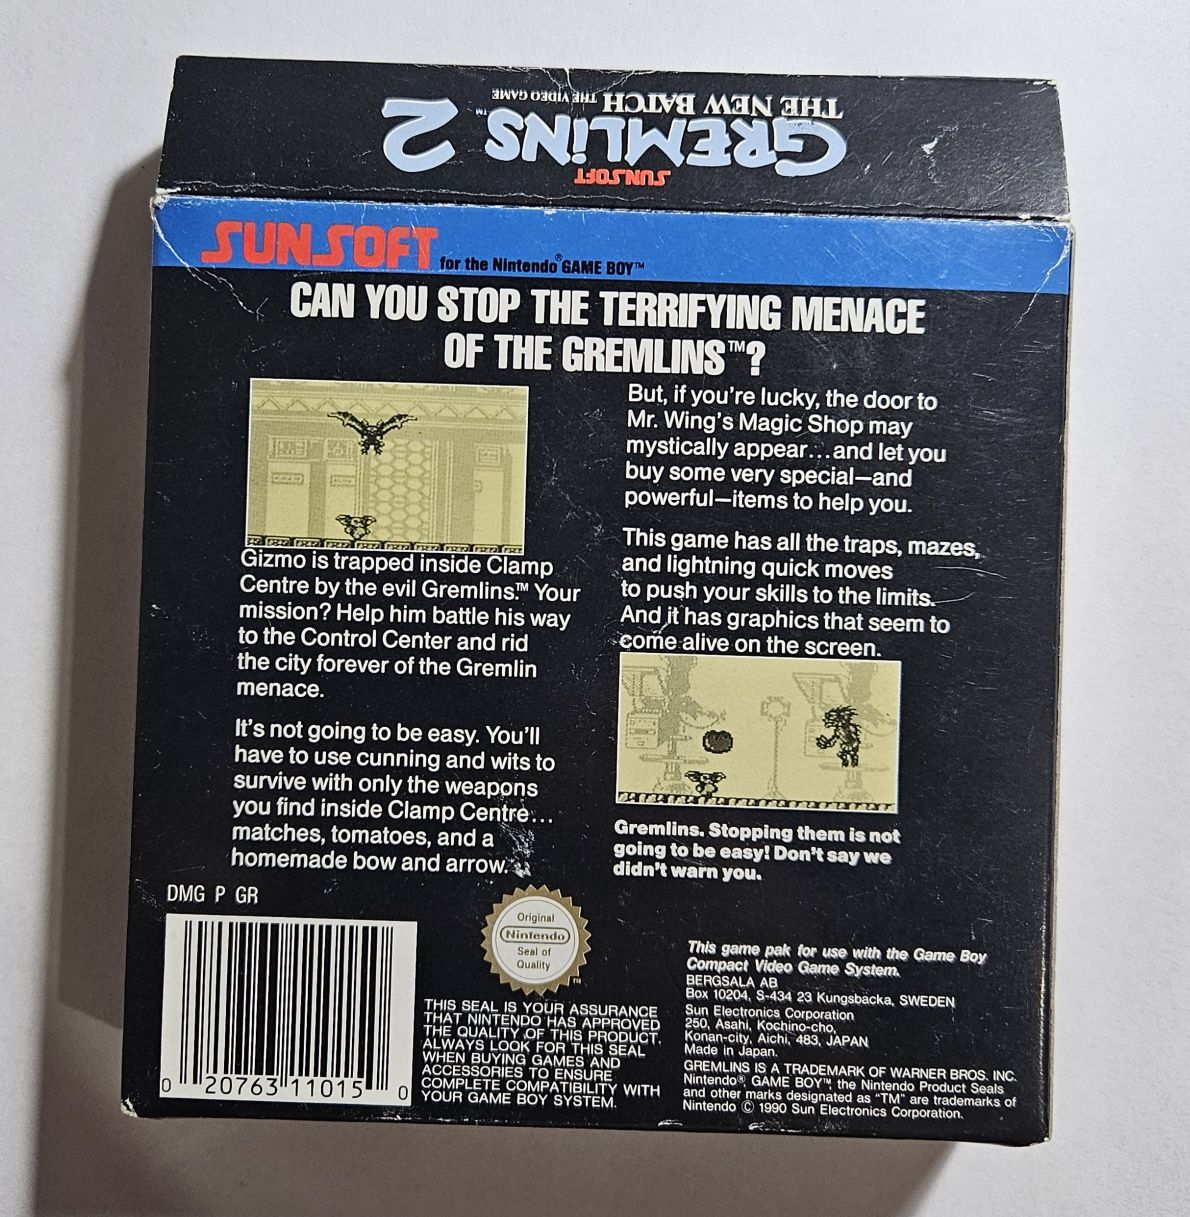 SUNSOFT
GREMLINS™ 2
THE NEW BATCH THE VIDEO GAME
SUNSOFT for the Nintendo® GAME BOY™
CAN YOU STOP THE TERRIFYING MENACE
OF THE GREMLINS™?
Gizmo is trapped inside Clamp
Centre by the evil Gremlins.™ Your
mission? Help him battle his way
to the Control Center and rid
the city forever of the Gremlin
menace.
It's not going to be easy. You'll
have to use cunning and wits to
survive with only the weapons
you find inside Clamp Centre...
matches, tomatoes, and a
homemade bow and arrow.
But, if you're lucky, the door to
Mr. Wing's Magic Shop may
mystically appear...and let you
buy some very special—and
powerful—items to help you.
This game has all the traps, mazes,
and lightning quick moves
to push your skills to the limits.
And it has graphics that seem to
come alive on the screen.
Gremlins. Stopping them is not
going to be easy! Don't say we
didn't warn you.
DMG P GR
0 20763 11015 0
Original
Nintendo
Seal of
Quality
TM
THIS SEAL IS YOUR ASSURANCE
THAT NINTENDO HAS APPROVED
THE QUALITY OF THIS PRODUCT.
ALWAYS LOOK FOR THIS SEAL
WHEN BUYING GAMES AND
ACCESSORIES TO ENSURE
COMPLETE COMPATIBILITY WITH
YOUR GAME BOY SYSTEM.
This game pak for use with the Game Boy
Compact Video Game System.
BERGSALA AB
Box 10204, S-434 23 Kungsbacka, SWEDEN
Sun Electronics Corporation
250, Asahi, Kochino-cho,
Konan-city, Aichi, 483, JAPAN
Made in Japan.
GREMLINS IS A TRADEMARK OF WARNER BROS. INC.
Nintendo®, GAME BOY™, the Nintendo Product Seals
and other marks designated as "TM" are trademarks of
Nintendo © 1990 Sun Electronics Corporation.